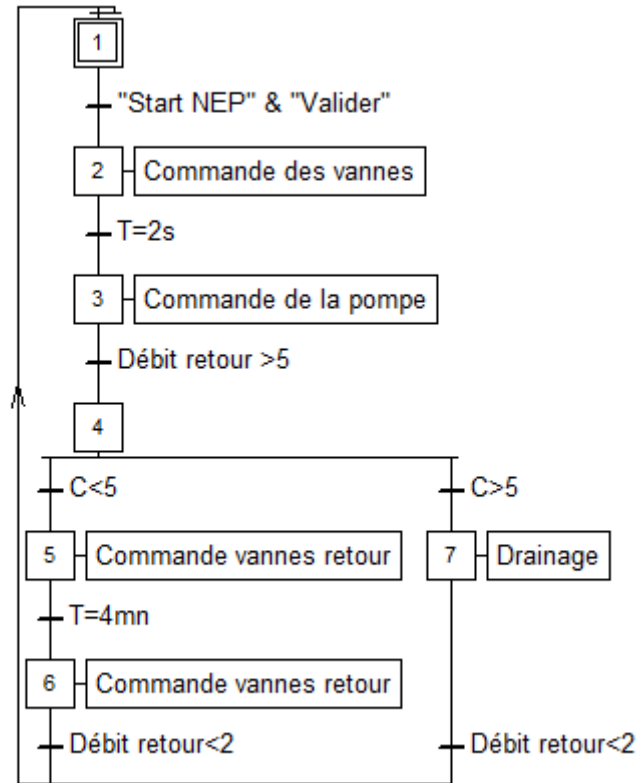 1
"Start NEP" & "Valider"
2 Commande des vannes
T=2s
3 Commande de la pompe
Débit retour >5
4
C<5 C>5
5 Commande vannes retour 7 Drainage
T=4mn
6 Commande vannes retour
Débit retour<2 Débit retour<2